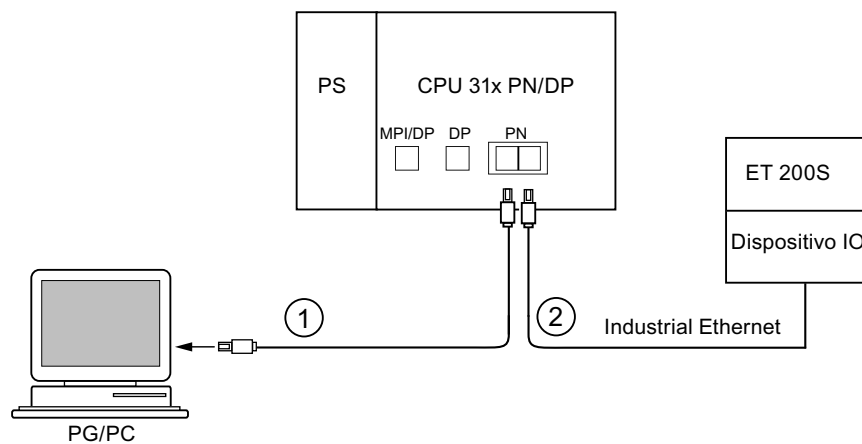 PS
CPU 31x PN/DP
MPI/DP DP PN
ET 200S
Dispositivo IO
1
2
Industrial Ethernet
PG/PC